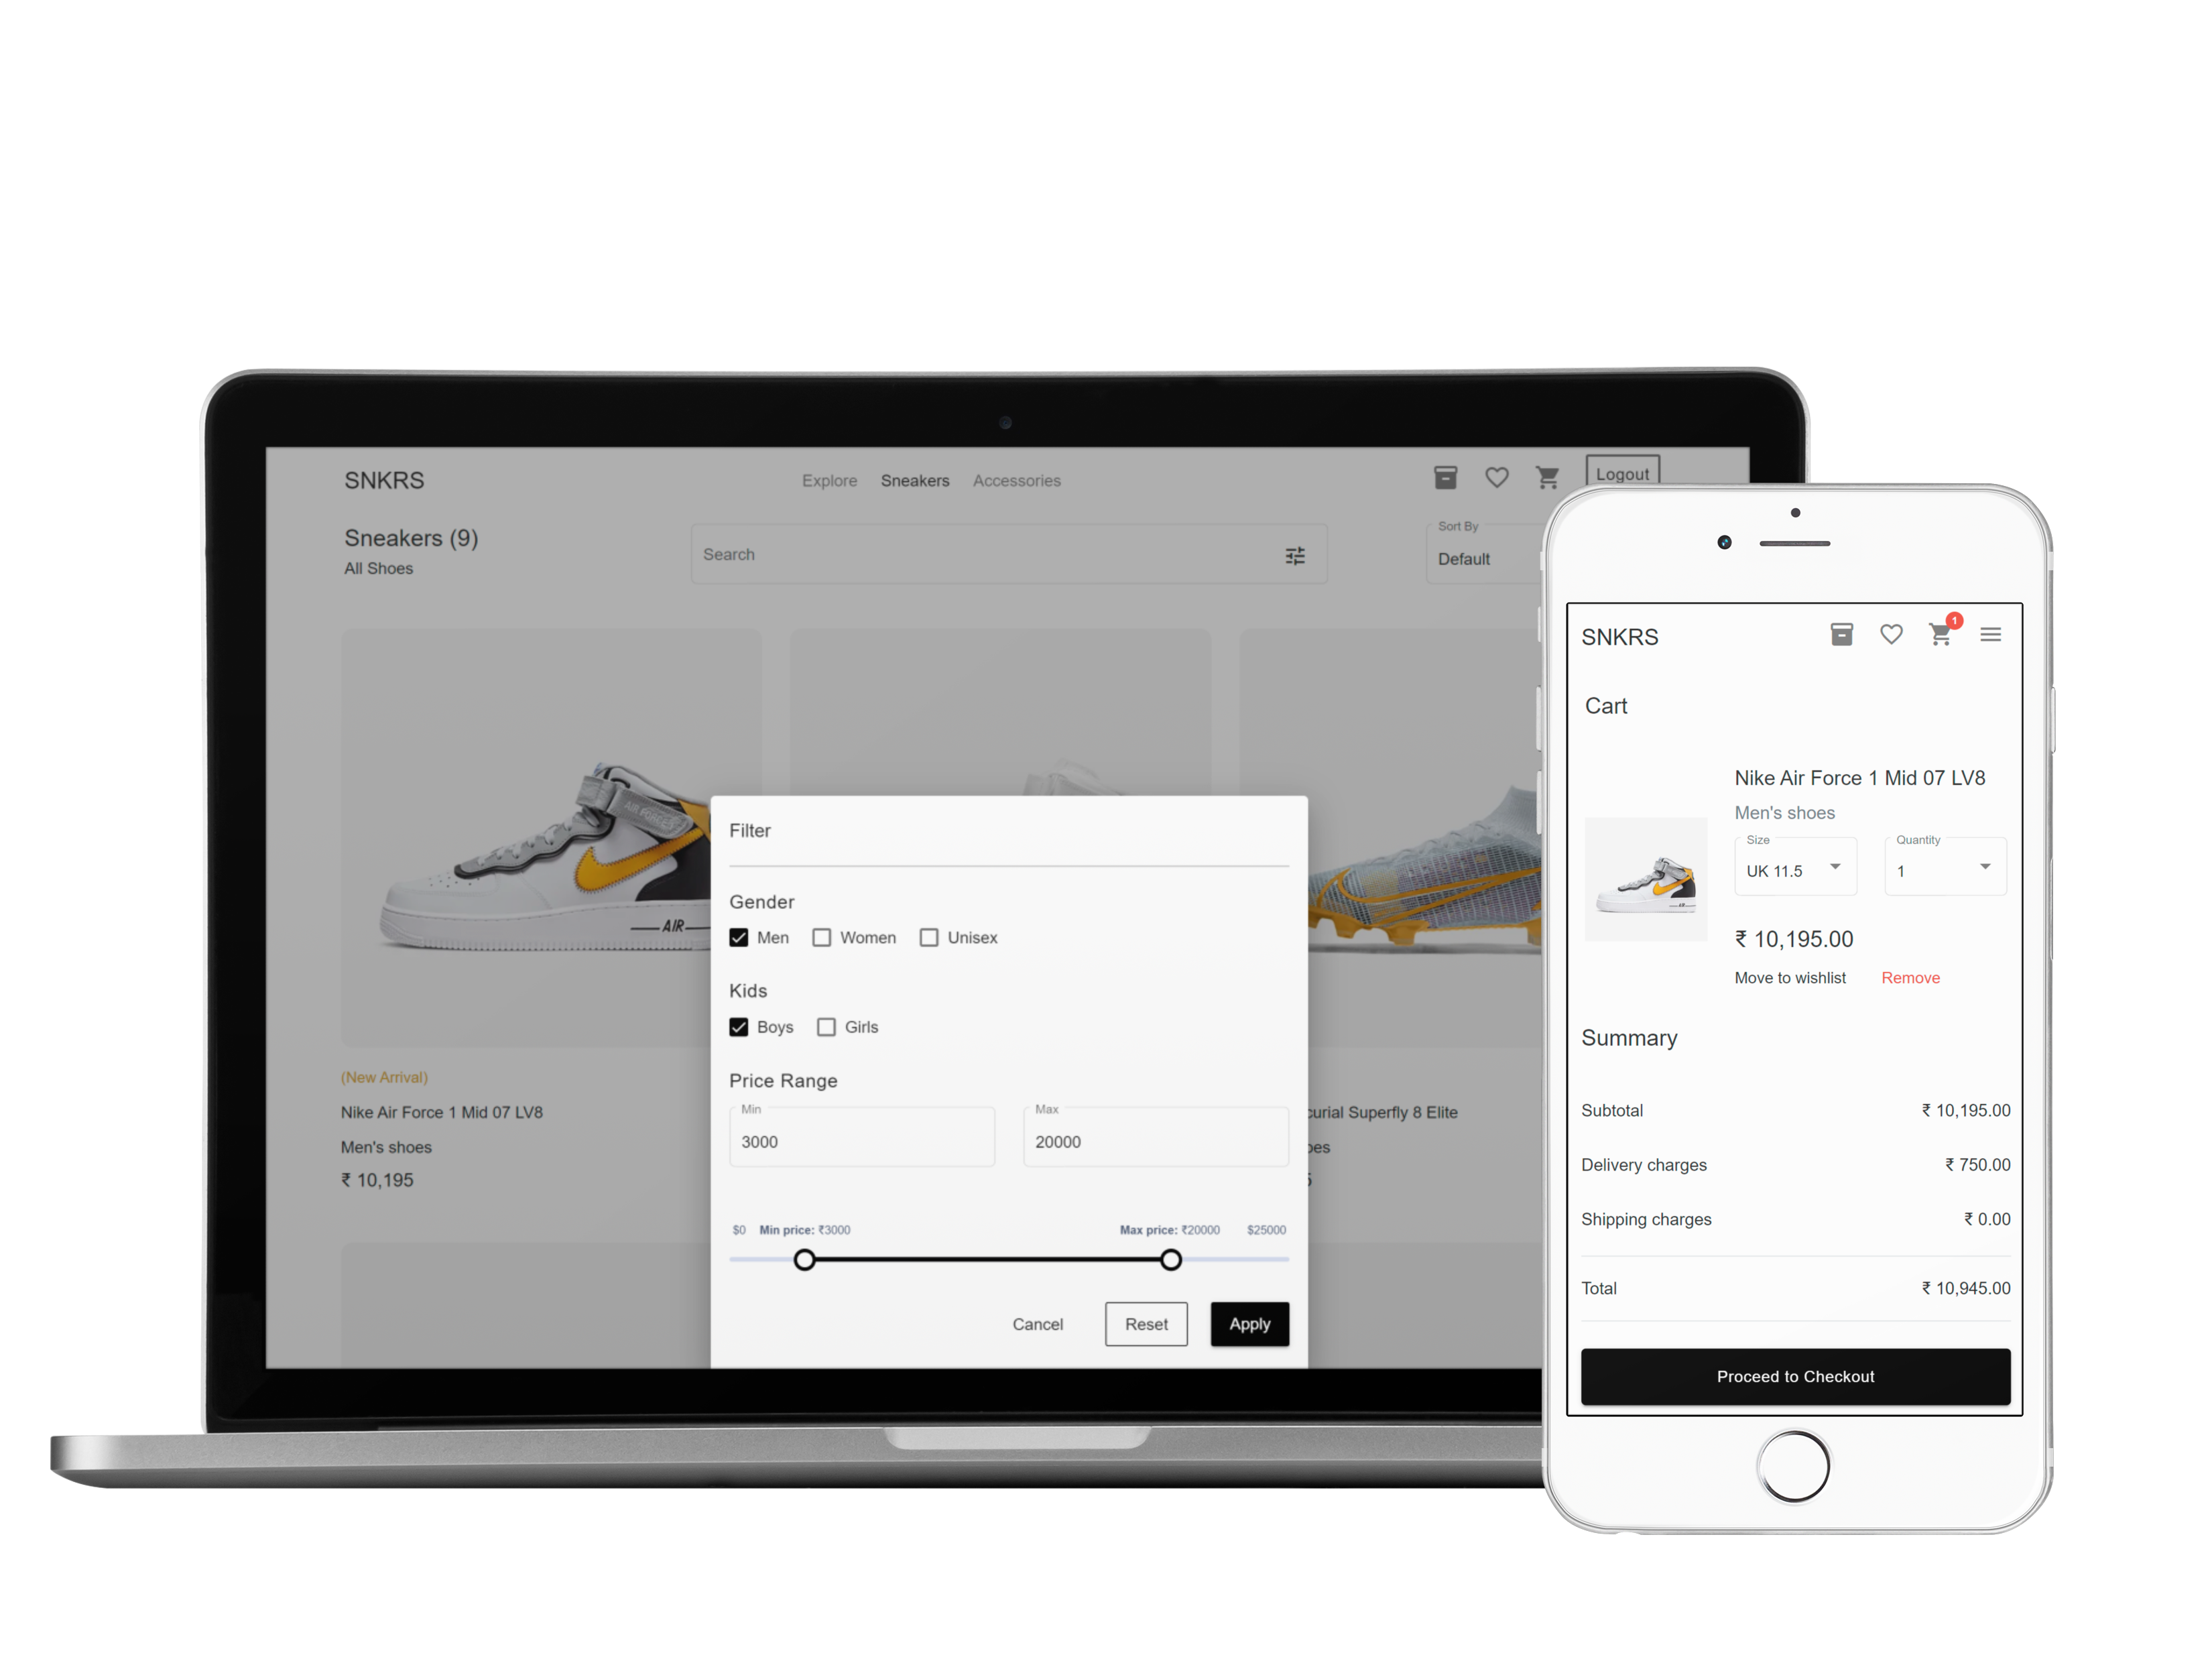 SNKRS
Explore Sneakers Accessories
Logout
Sneakers (9)
All Shoes
Search
Sort By
Default
AIR
(New Arrival)
Nike Air Force 1 Mid 07 LV8
Men's shoes
₹ 10,195
curial Superfly 8 Elite
oes
Filter
Gender
Men Women Unisex
Kids
Boys Girls
Price Range
Min
3000
Max
20000
$0 Min price: ₹3000 Max price: ₹20000 $25000
Cancel Reset Apply
SNKRS
1
Cart
Nike Air Force 1 Mid 07 LV8
Men's shoes
Size
UK 11.5
Quantity
1
₹ 10,195.00
Move to wishlist Remove
Summary
Subtotal ₹ 10,195.00
Delivery charges ₹ 750.00
Shipping charges ₹ 0.00
Total ₹ 10,945.00
Proceed to Checkout